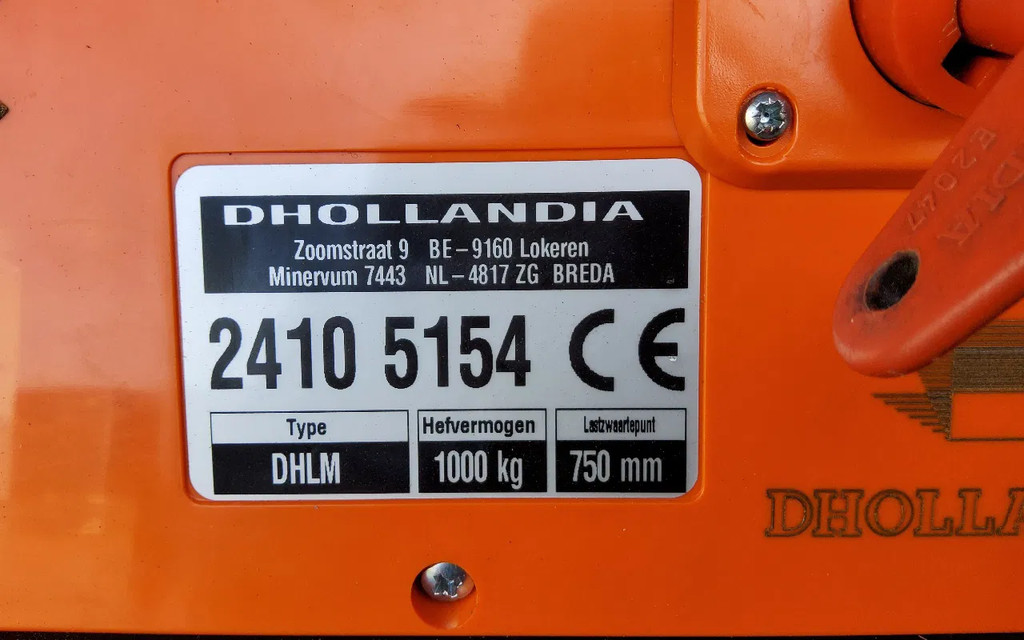 DHOLLANDIA
Zoomstraat 9 BE – 9160 Lokeren
Minervum 7443 NL – 4817 ZG BREDA
2410 5154 CE
Type Hefvermogen Lastzwaartepunt
DHLM 1000 kg 750 mm
E2047
DHOLLA